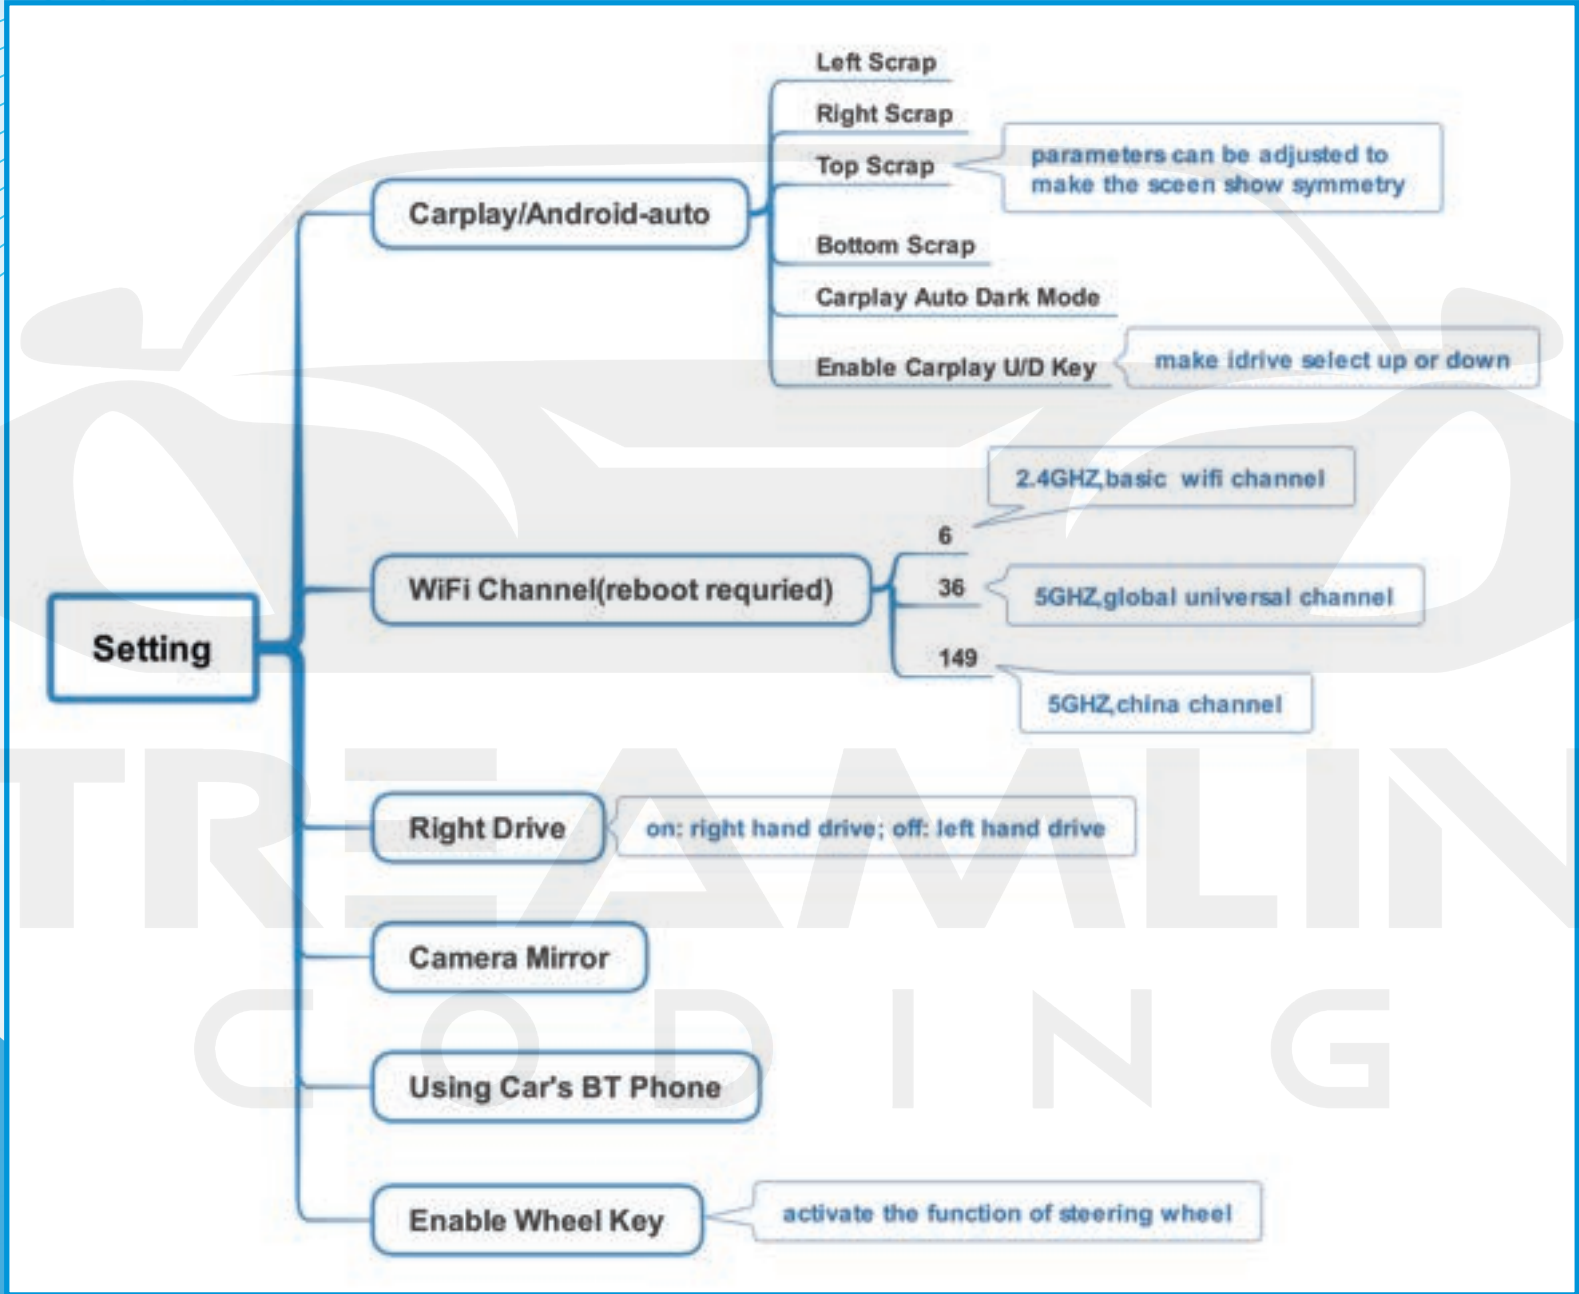 Left Scrap
Right Scrap
Top Scrap
parameters can be adjusted to
make the sceen show symmetry
Carplay/Android-auto
Bottom Scrap
Carplay Auto Dark Mode
Enable Carplay U/D Key
make idrive select up or down
2.4GHZ,basic wifi channel
6
WiFi Channel(reboot requried)
36
5GHZ,global universal channel
Setting
149
5GHZ,china channel
Right Drive
on: right hand drive; off: left hand drive
Camera Mirror
Using Car's BT Phone
Enable Wheel Key
activate the function of steering wheel
TREAMLIN
CODING